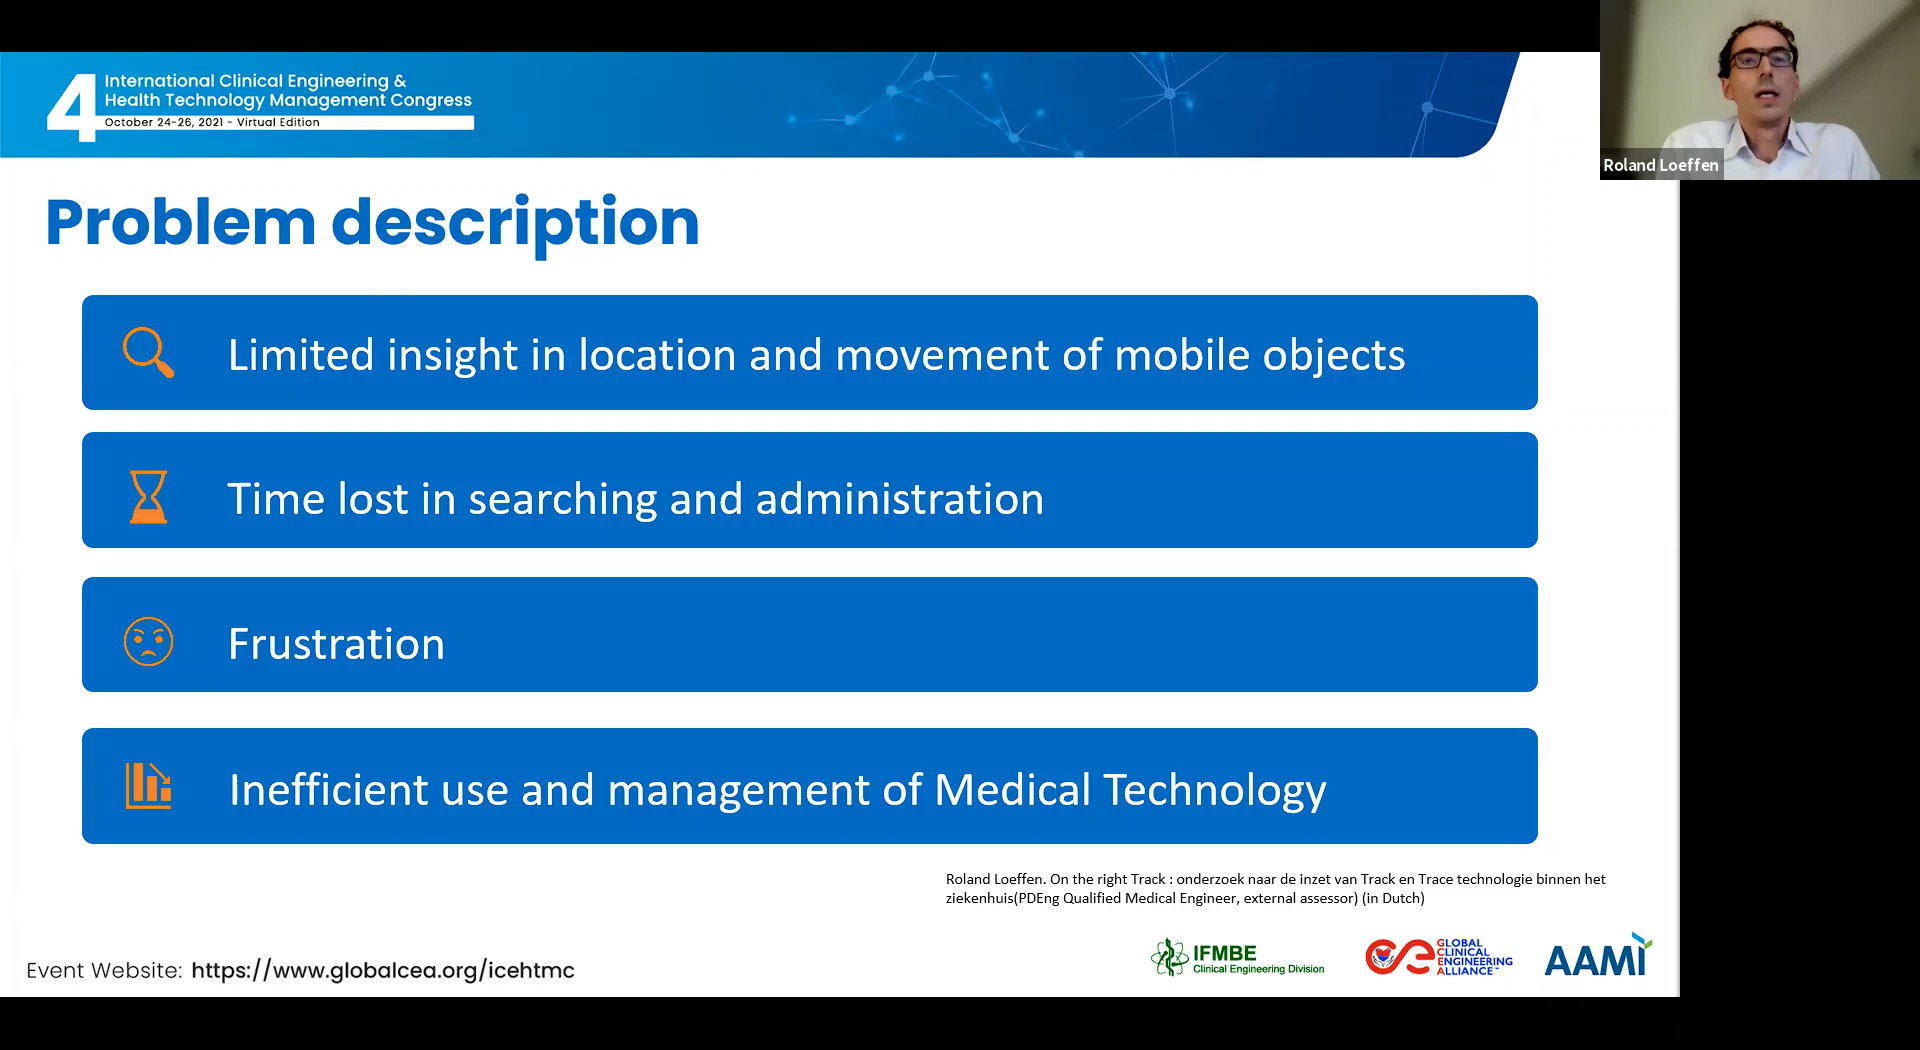 4
International Clinical Engineering &
Health Technology Management Congress
October 24-26, 2021 - Virtual Edition
Roland Loeffen
Problem description
Limited insight in location and movement of mobile objects
Time lost in searching and administration
Frustration
Inefficient use and management of Medical Technology
Roland Loeffen. On the right Track : onderzoek naar de inzet van Track en Trace technologie binnen het
ziekenhuis(PDEng Qualified Medical Engineer, external assessor) (in Dutch)
Event Website: https://www.globalcea.org/icehtmc
IFMBE
Clinical Engineering Division
GLOBAL
CLINICAL
ENGINEERING
ALLIANCE™
AAMI